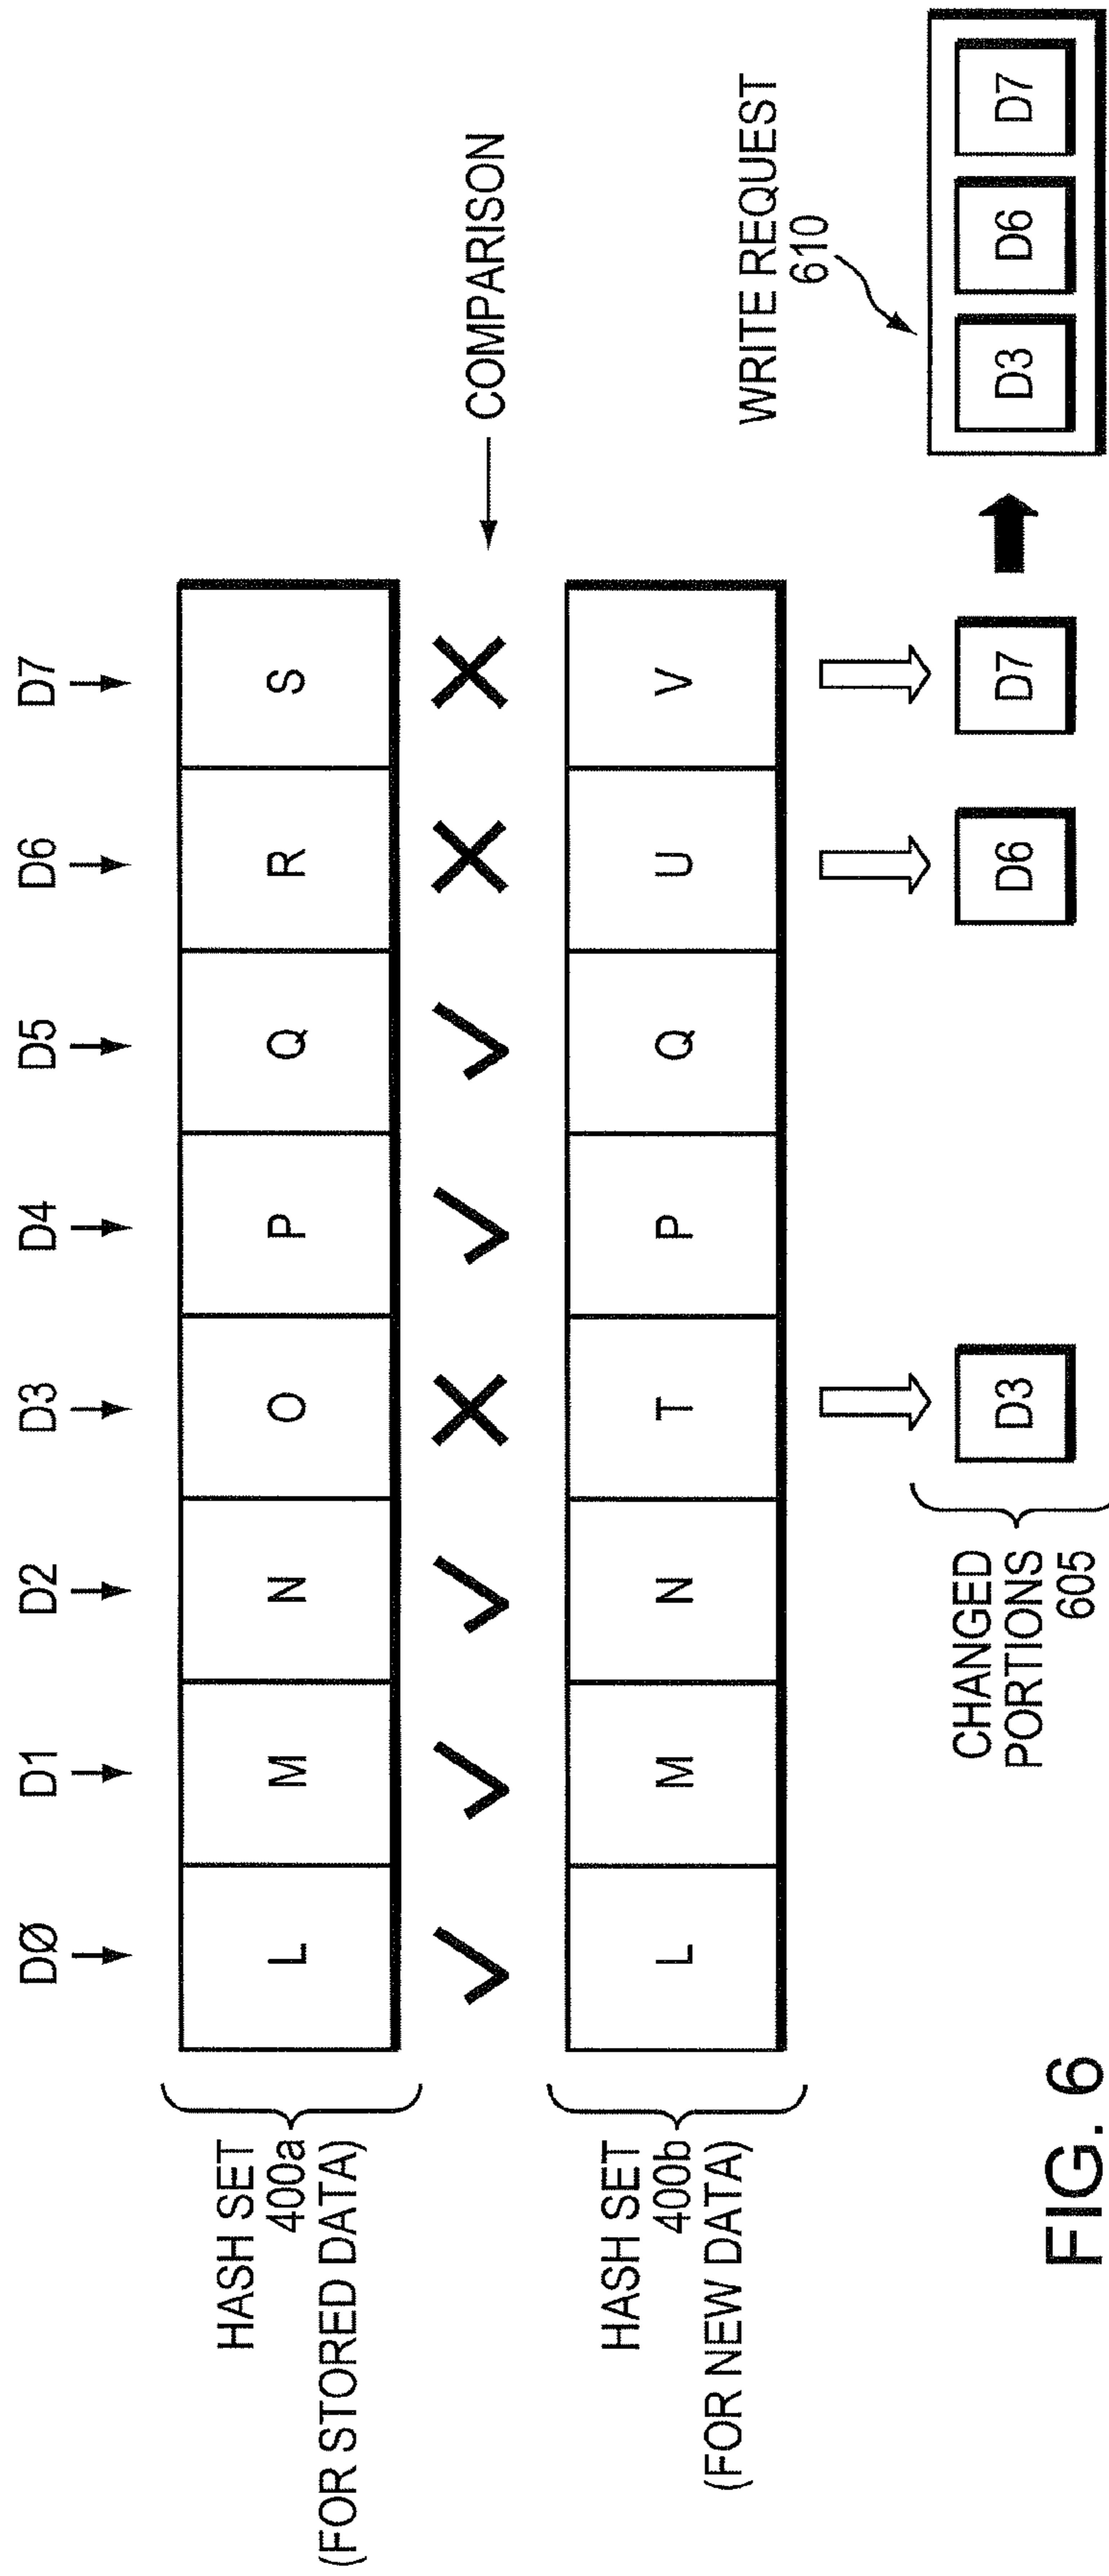 DØ D1 D2 D3 D4 D5 D6 D7
HASH SET
400a
(FOR STORED DATA)
L M N O P Q R S
COMPARISON
HASH SET
400b
(FOR NEW DATA)
L M N T P Q U V
WRITE REQUEST
610
CHANGED
PORTIONS
605
D3 D6 D7
D3 D6 D7
FIG. 6